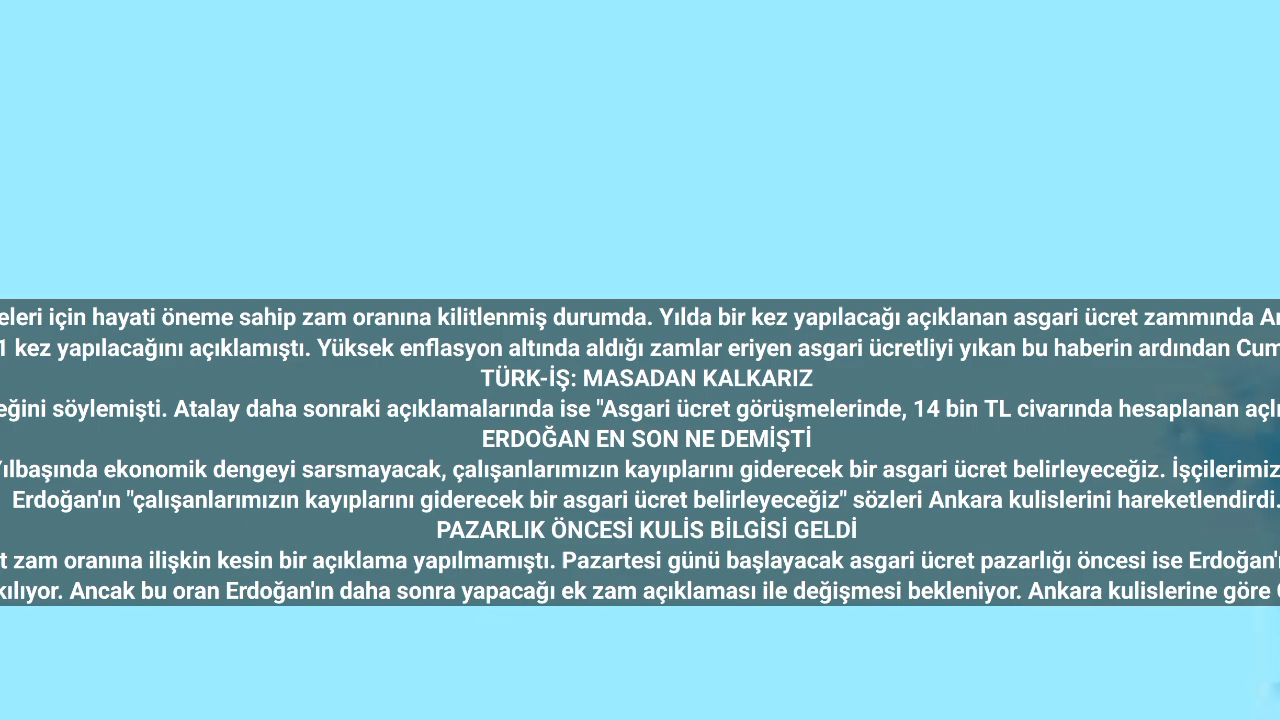 için hayati öneme sahip zam oranına kilitlenmiş durumda. Yılda bir kez yapılacağı açıklanan asgari ücret zammında
1 kez yapılacağını açıklamıştı. Yüksek enflasyon altında aldığı zamlar eriyen asgari ücretliyi yıkan bu haberin ardından
TÜRK-İŞ: MASADAN KALKARIZ
söylemişti. Atalay daha sonraki açıklamalarında ise "Asgari ücret görüşmelerinde, 14 bin TL civarında hesaplanan
ERDOĞAN EN SON NE DEMİŞTİ
Yılbaşında ekonomik dengeyi sarsmayacak, çalışanlarımızın kayıplarını giderecek bir asgari ücret belirleyeceğiz. İşçilerimiz
Erdoğan'ın "çalışanlarımızın kayıplarını giderecek bir asgari ücret belirleyeceğiz" sözleri Ankara kulislerini hareketlendirdi.
PAZARLIK ÖNCESİ KULİS BİLGİSİ GELDİ
zam oranına ilişkin kesin bir açıklama yapılmamıştı. Pazartesi günü başlayacak asgari ücret pazarlığı öncesi ise
Ancak bu oran Erdoğan'ın daha sonra yapacağı ek zam açıklaması ile değişmesi bekleniyor. Ankara kulislerine göre